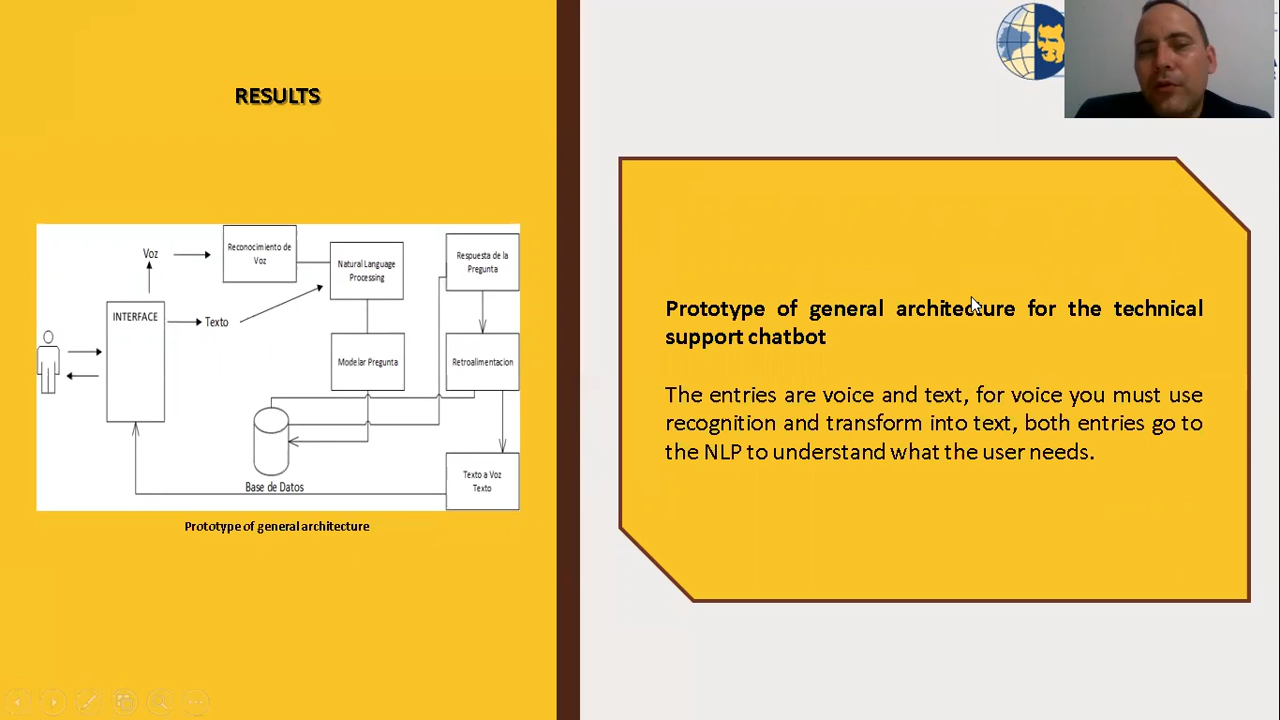 RESULTS
Voz
Reconocimiento de
Voz
Natural Language
Processing
Respuesta de la
Pregunta
INTERFACE
Texto
Modelar Pregunta
Retroalimentacion
Base de Datos
Texto a Voz
Texto
Prototype of general architecture
Prototype of general architecture for the technical
support chatbot
The entries are voice and text, for voice you must use
recognition and transform into text, both entries go to
the NLP to understand what the user needs.